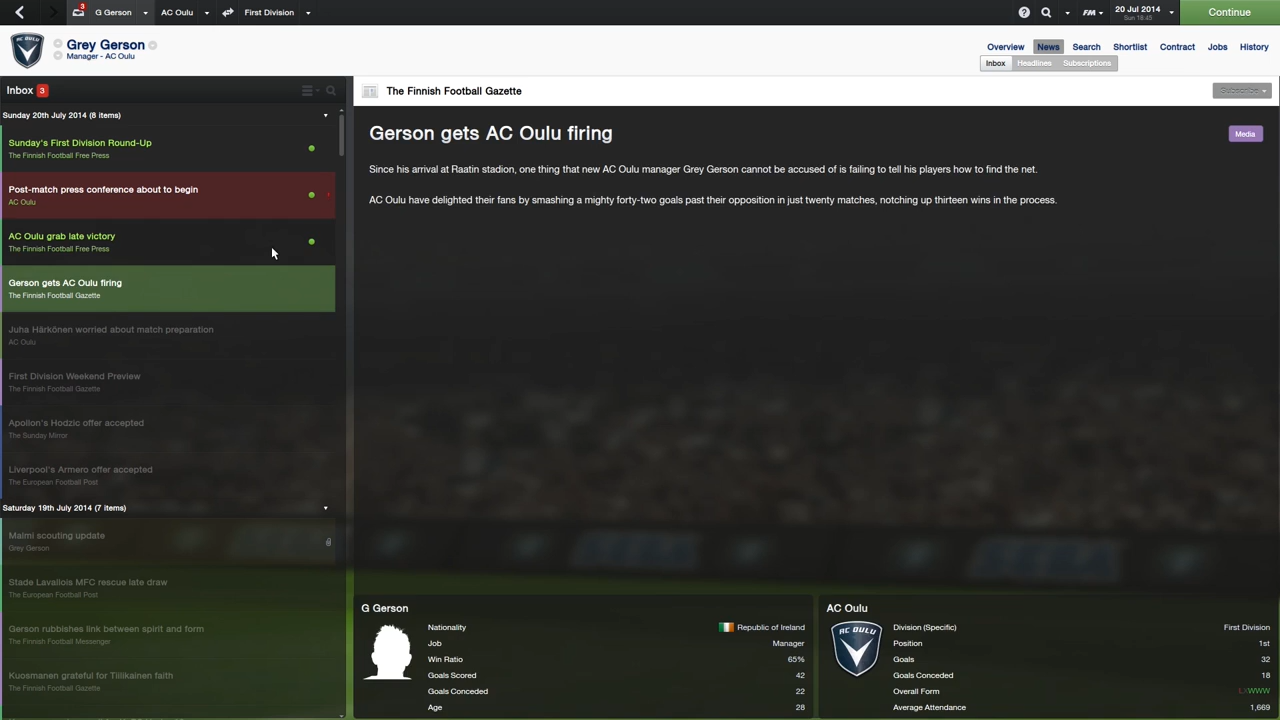 3
G Gerson
AC Oulu
First Division
FM
20 Jul 2014
Sun 18:45
Continue
Grey Gerson
Manager - AC Oulu
Overview News Search Shortlist Contract Jobs History
Inbox Headlines Subscriptions
Inbox 3
Sunday 20th July 2014 (8 items)
Sunday's First Division Round-Up
The Finnish Football Free Press
Post-match press conference about to begin
AC Oulu
AC Oulu grab late victory
The Finnish Football Free Press
Gerson gets AC Oulu firing
The Finnish Football Gazette
Juha Härkönen worried about match preparation
AC Oulu
First Division Weekend Preview
The Finnish Football Gazette
Apollon's Hodzic offer accepted
The Sunday Mirror
Liverpool's Armero offer accepted
The European Football Post
Saturday 19th July 2014 (7 items)
Malmi scouting update
Grey Gerson
Stade Lavallois MFC rescue late draw
The European Football Post
Gerson rubbishes link between spirit and form
The Finnish Football Messenger
Kuosmanen grateful for Tiilikainen faith
The Finnish Football Gazette
The Finnish Football Gazette
Subscribe
Gerson gets AC Oulu firing
Media
Since his arrival at Raatin stadion, one thing that new AC Oulu manager Grey Gerson cannot be accused of is failing to tell his players how to find the net.
AC Oulu have delighted their fans by smashing a mighty forty-two goals past their opposition in just twenty matches, notching up thirteen wins in the process.
G Gerson
Nationality Republic of Ireland
Job Manager
Win Ratio 65%
Goals Scored 42
Goals Conceded 22
Age 28
AC Oulu
AC OULU
Division (Specific) First Division
Position 1st
Goals 32
Goals Conceded 18
Overall Form LXWWW
Average Attendance 1,669